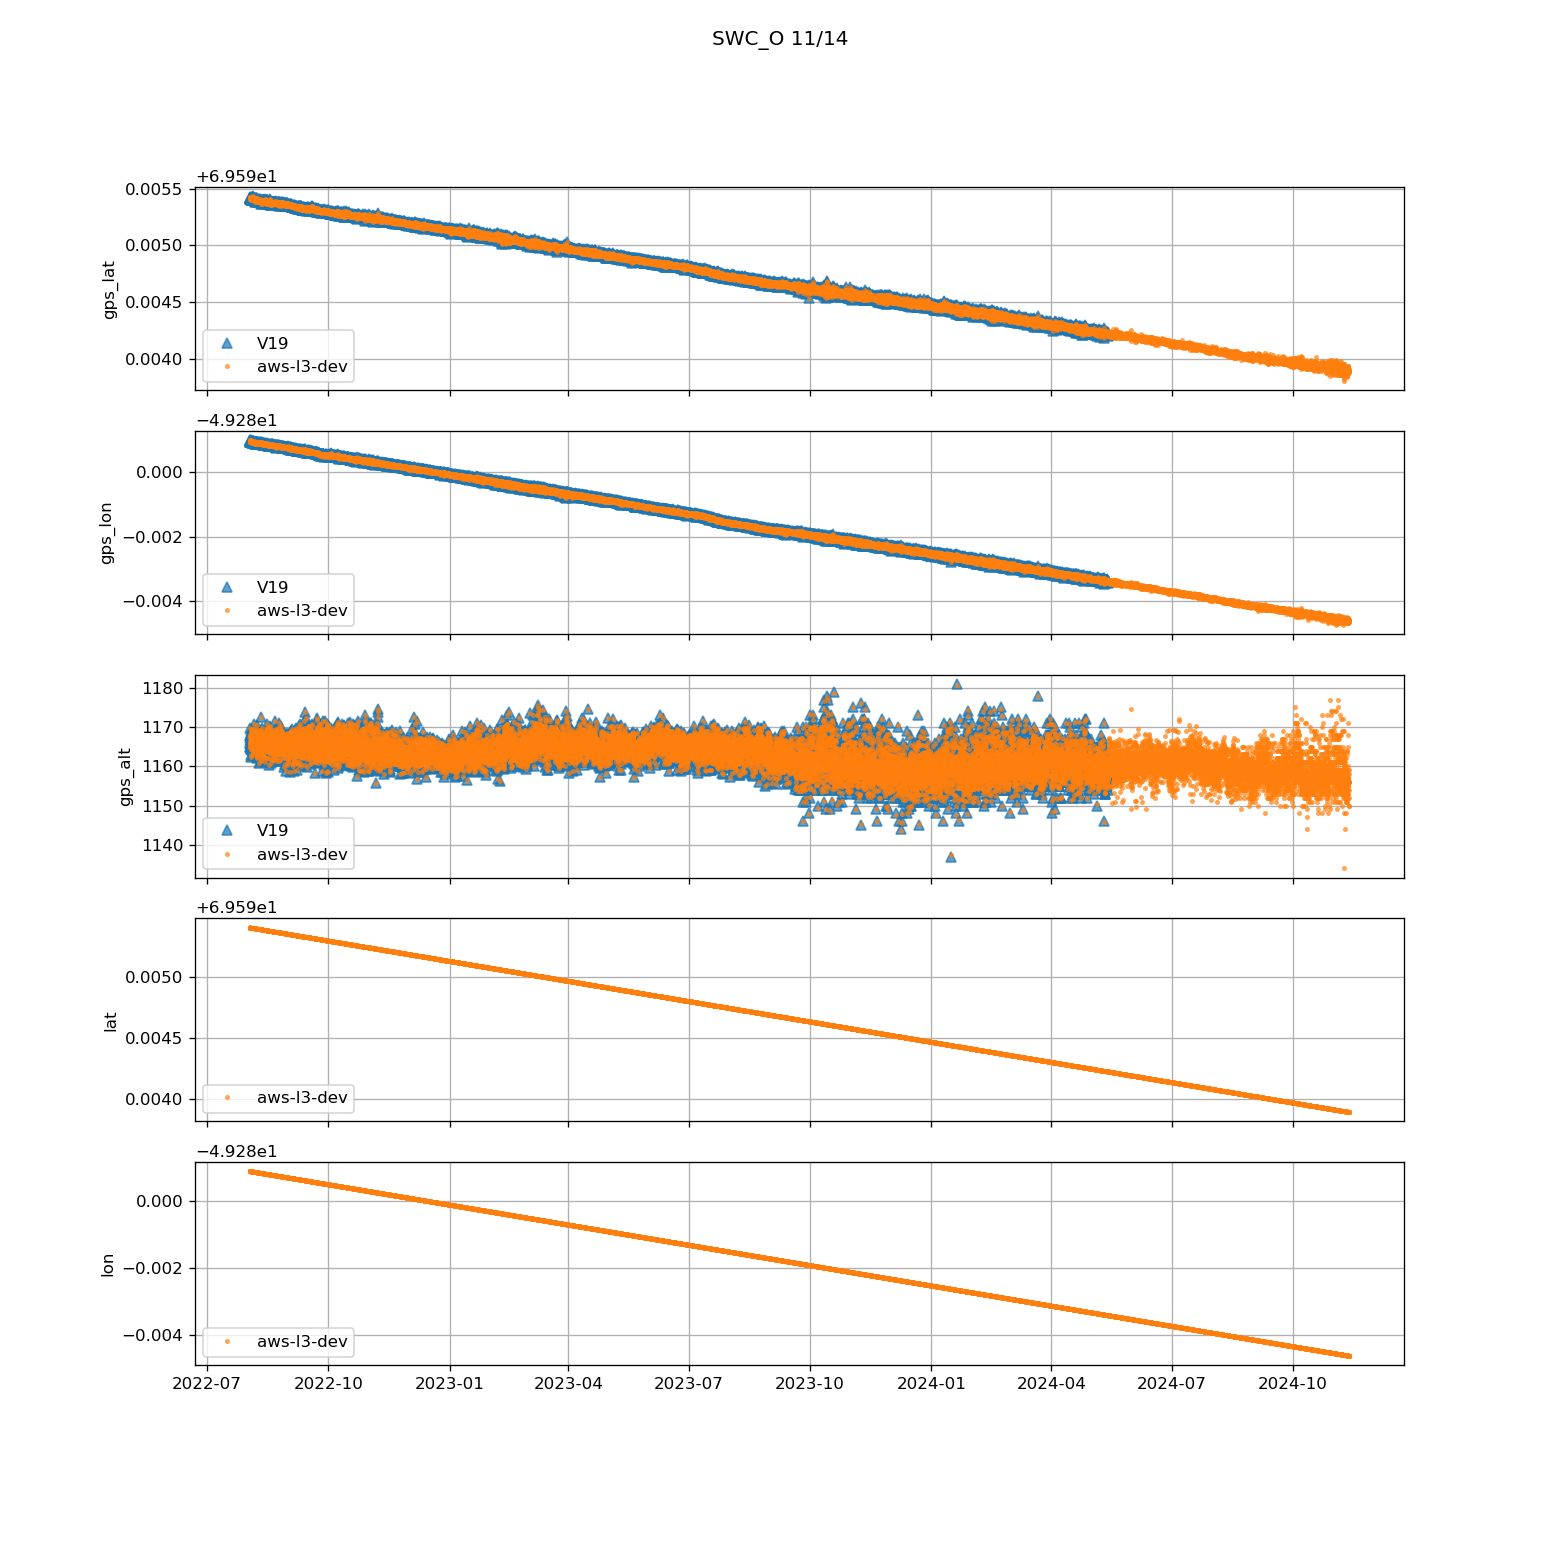 SWC_O 11/14
+6.959e1
0.0055
0.0050
0.0045
0.0040
gps_lat
V19
aws-l3-dev
−4.928e1
0.000
−0.002
−0.004
gps_lon
V19
aws-l3-dev
1180
1170
1160
1150
1140
gps_alt
V19
aws-l3-dev
+6.959e1
0.0050
0.0045
0.0040
lat
aws-l3-dev
−4.928e1
0.000
−0.002
−0.004
lon
aws-l3-dev
2022-07 2022-10 2023-01 2023-04 2023-07 2023-10 2024-01 2024-04 2024-07 2024-10